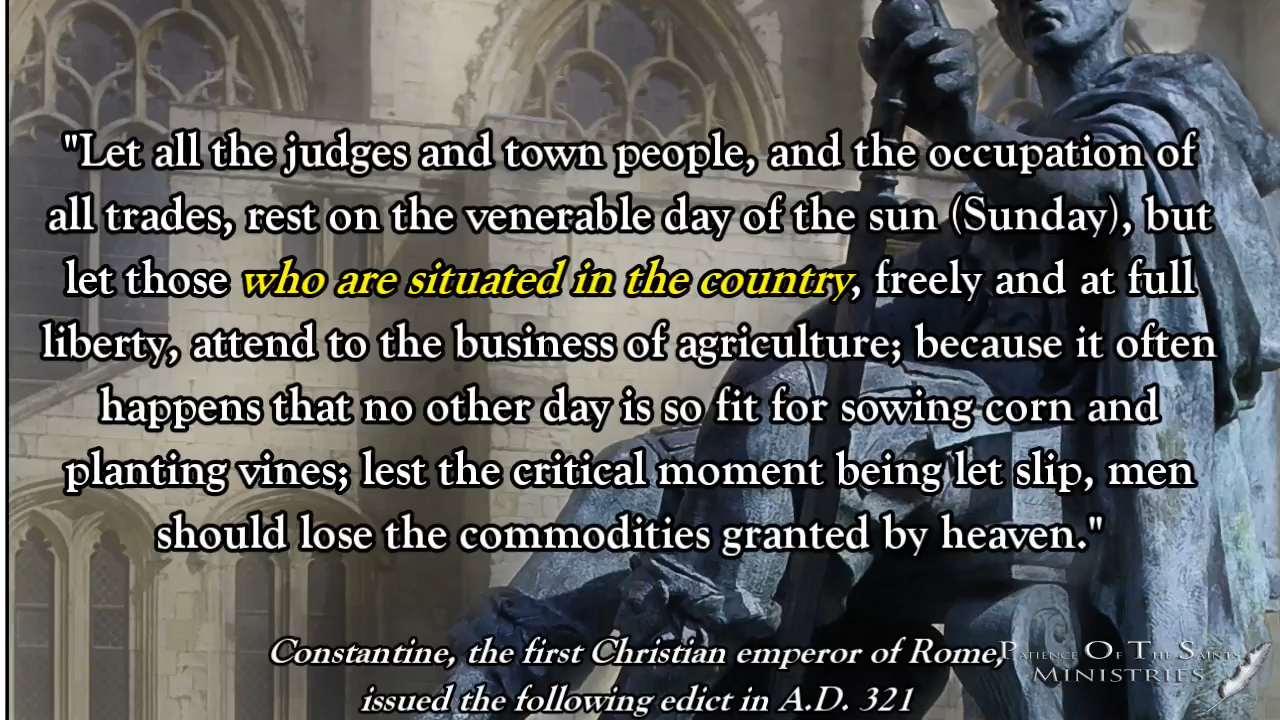 "Let all the judges and town people, and the occupation of
all trades, rest on the venerable day of the sun (Sunday), but
let those who are situated in the country, freely and at full
liberty, attend to the business of agriculture; because it often
happens that no other day is so fit for sowing corn and
planting vines; lest the critical moment being let slip, men
should lose the commodities granted by heaven."
Constantine, the first Christian emperor of Rome,
issued the following edict in A.D. 321
Patience Of The Saints
Ministries